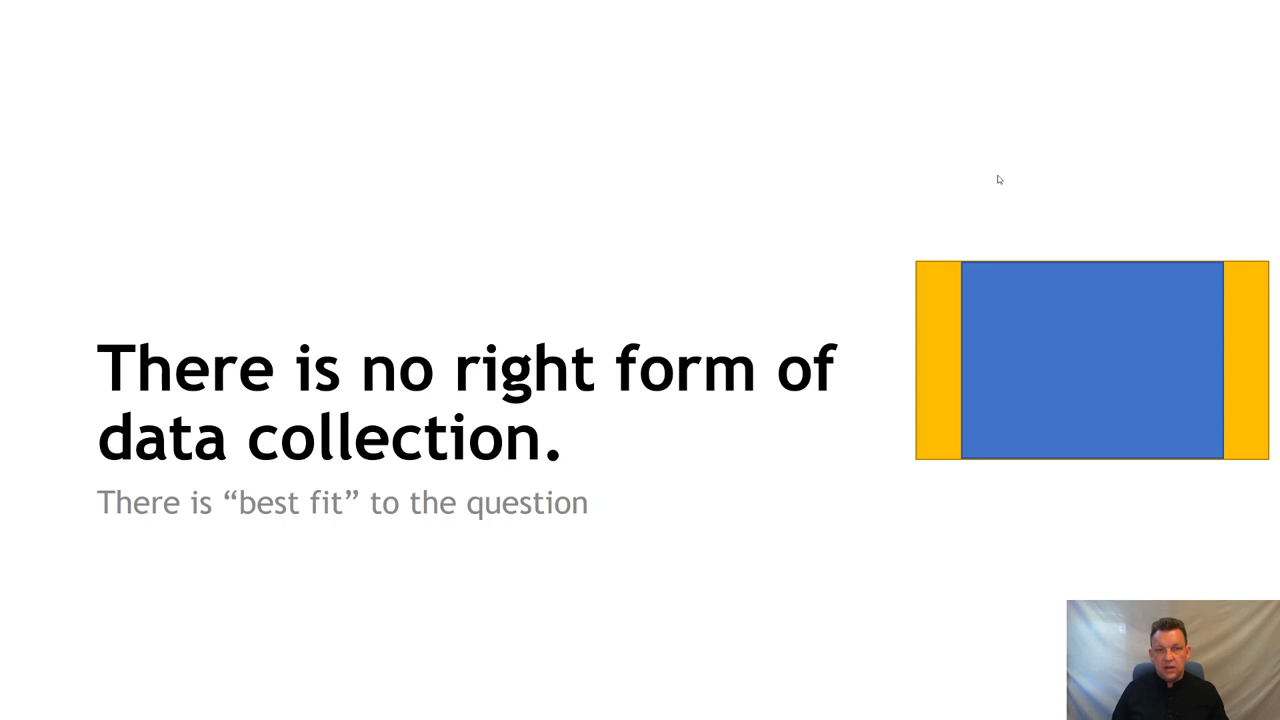 There is no right form of
data collection.
There is “best fit” to the question